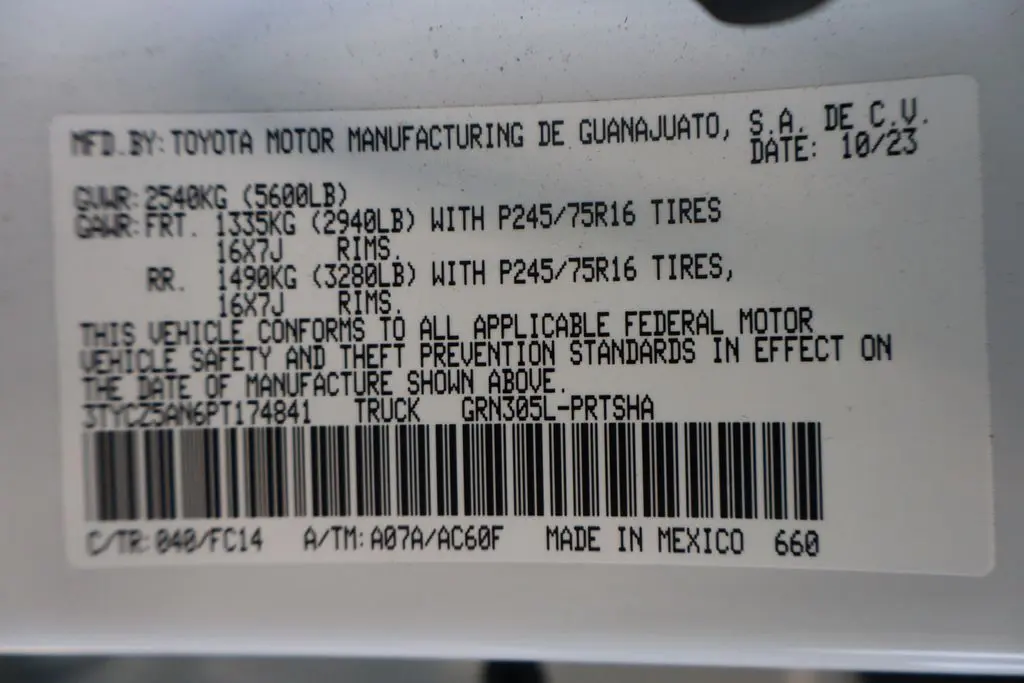 MFD. BY: TOYOTA MOTOR MANUFACTURING DE GUANAJUATO, S.A. DE C.V.
DATE: 10/23
GVWR: 2540KG (5600LB)
GAWR: FRT. 1335KG (2940LB) WITH P245/75R16 TIRES
16X7J RIMS.
RR. 1490KG (3280LB) WITH P245/75R16 TIRES,
16X7J RIMS.
THIS VEHICLE CONFORMS TO ALL APPLICABLE FEDERAL MOTOR
VEHICLE SAFETY AND THEFT PREVENTION STANDARDS IN EFFECT ON
THE DATE OF MANUFACTURE SHOWN ABOVE.
3TYCZ5AN6PT174841 TRUCK GRN305L-PRTSHA
C/TR: 040/FC14 A/TM: A07A/AC60F MADE IN MEXICO 660